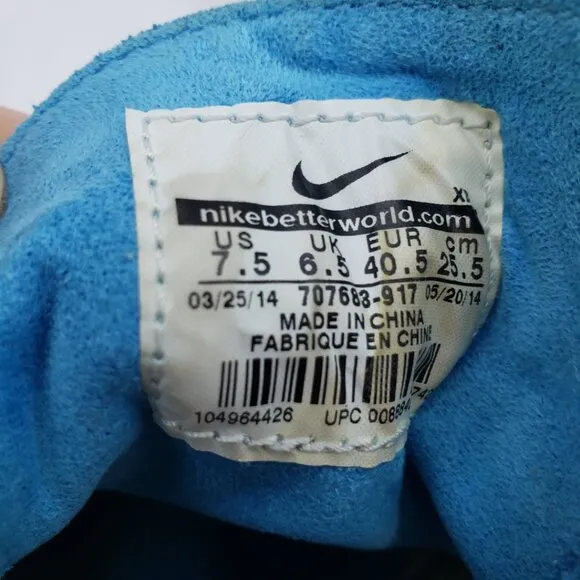 nikebetterworld.com
US UK EUR cm
7.5 6.5 40.5 25.5
03/25/14 707683-917 05/20/14
MADE IN CHINA
FABRIQUE EN CHINE
104964426 UPC